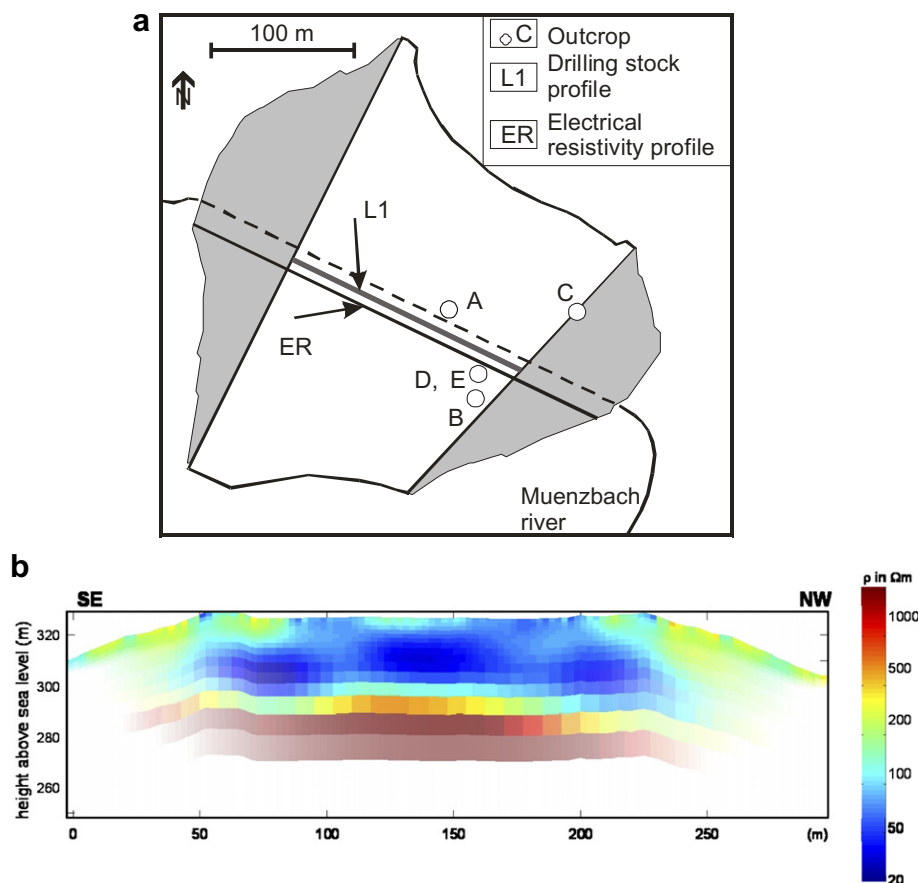 a
100 m
N
C Outcrop
L1 Drilling stock
profile
ER Electrical
resistivity profile
L1
A
C
ER
D, E
B
Muenzbach
river
b
SE
NW
ρ in Ωm
height above sea level (m)
320
300
280
260
0
50
100
150
200
250
(m)
1000
500
200
100
50
20